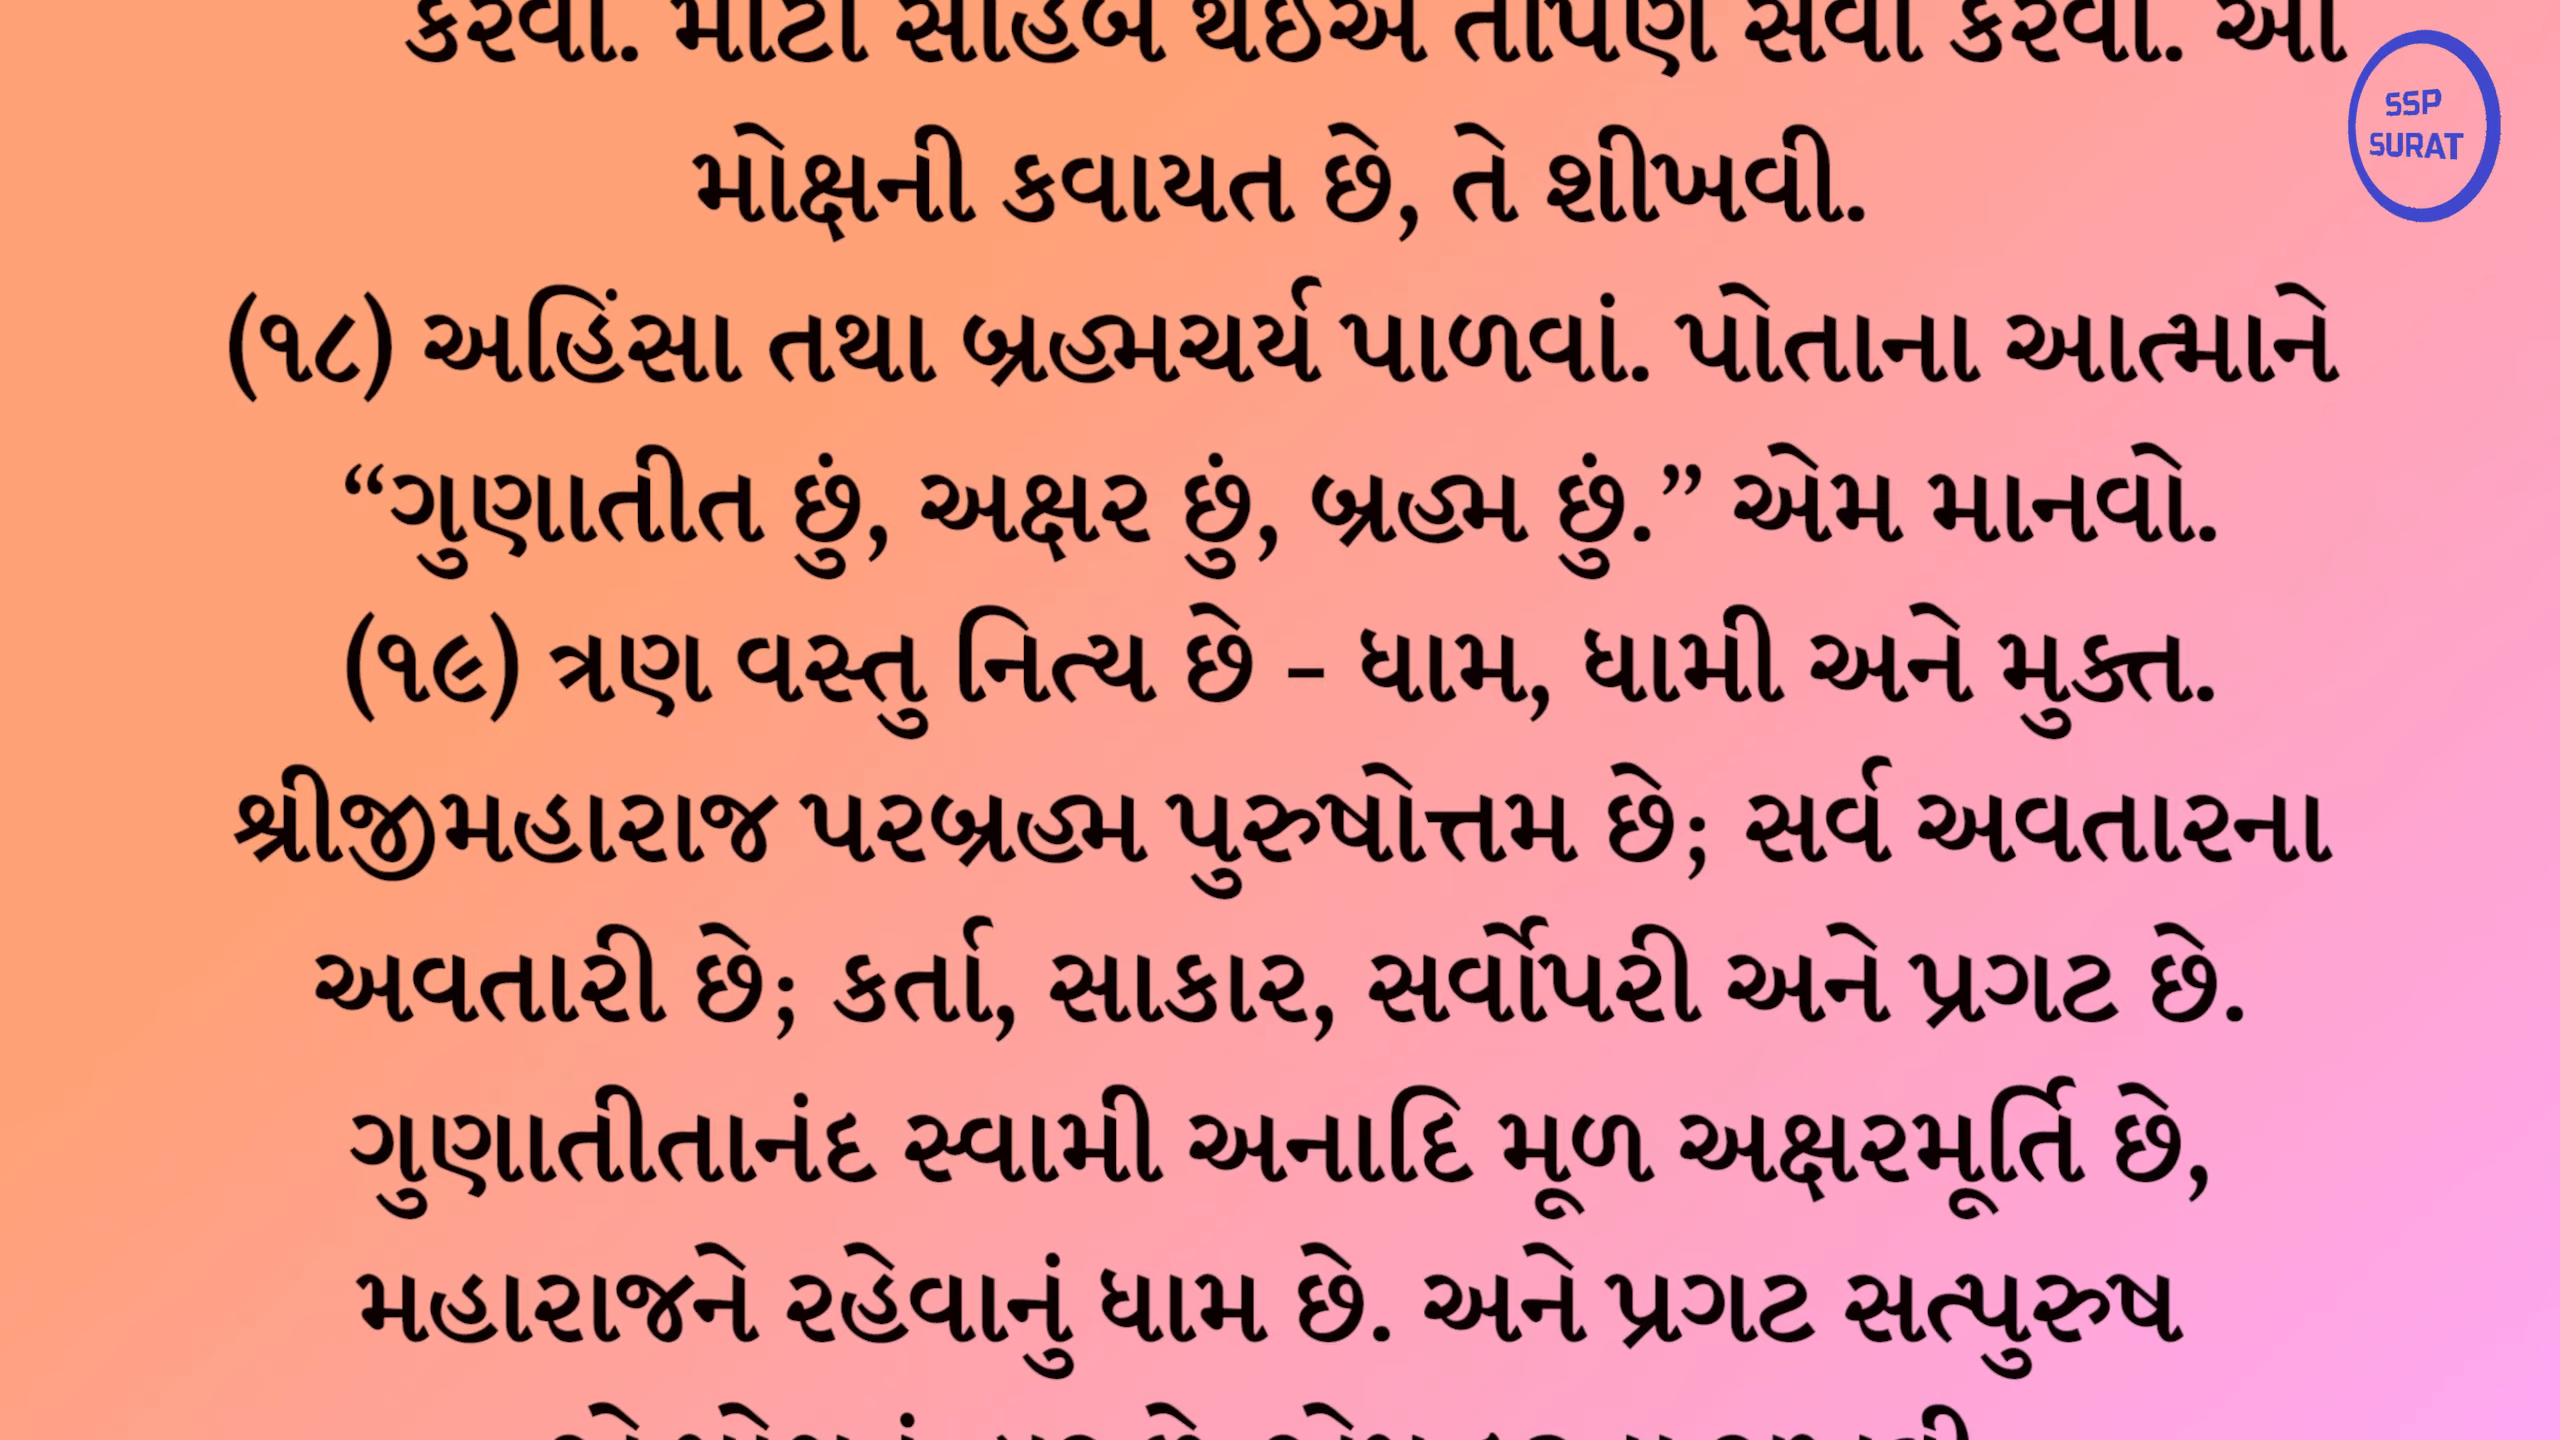 કરવી. મોટા સાહેબ થઈએ તોપણ સેવા કરવી. આ
SSP
SURAT
મોક્ષની કવાયત છે, તે શીખવી.
(૧૮) અહિંસા તથા બ્રહ્મચર્ય પાળવાં. પોતાના આત્માને
“ગુણાતીત છું, અક્ષર છું, બ્રહ્મ છું.” એમ માનવો.
(૧૯) ત્રણ વસ્તુ નિત્ય છે – ધામ, ધામી અને મુક્ત.
શ્રીજીમહારાજ પરબ્રહ્મ પુરુષોત્તમ છે; સર્વ અવતારના
અવતારી છે; કર્તા, સાકાર, સર્વોપરી અને પ્રગટ છે.
ગુણાતીતાનંદ સ્વામી અનાદિ મૂળ અક્ષરમૂર્તિ છે,
મહારાજને રહેવાનું ધામ છે. અને પ્રગટ સત્પુરુષ